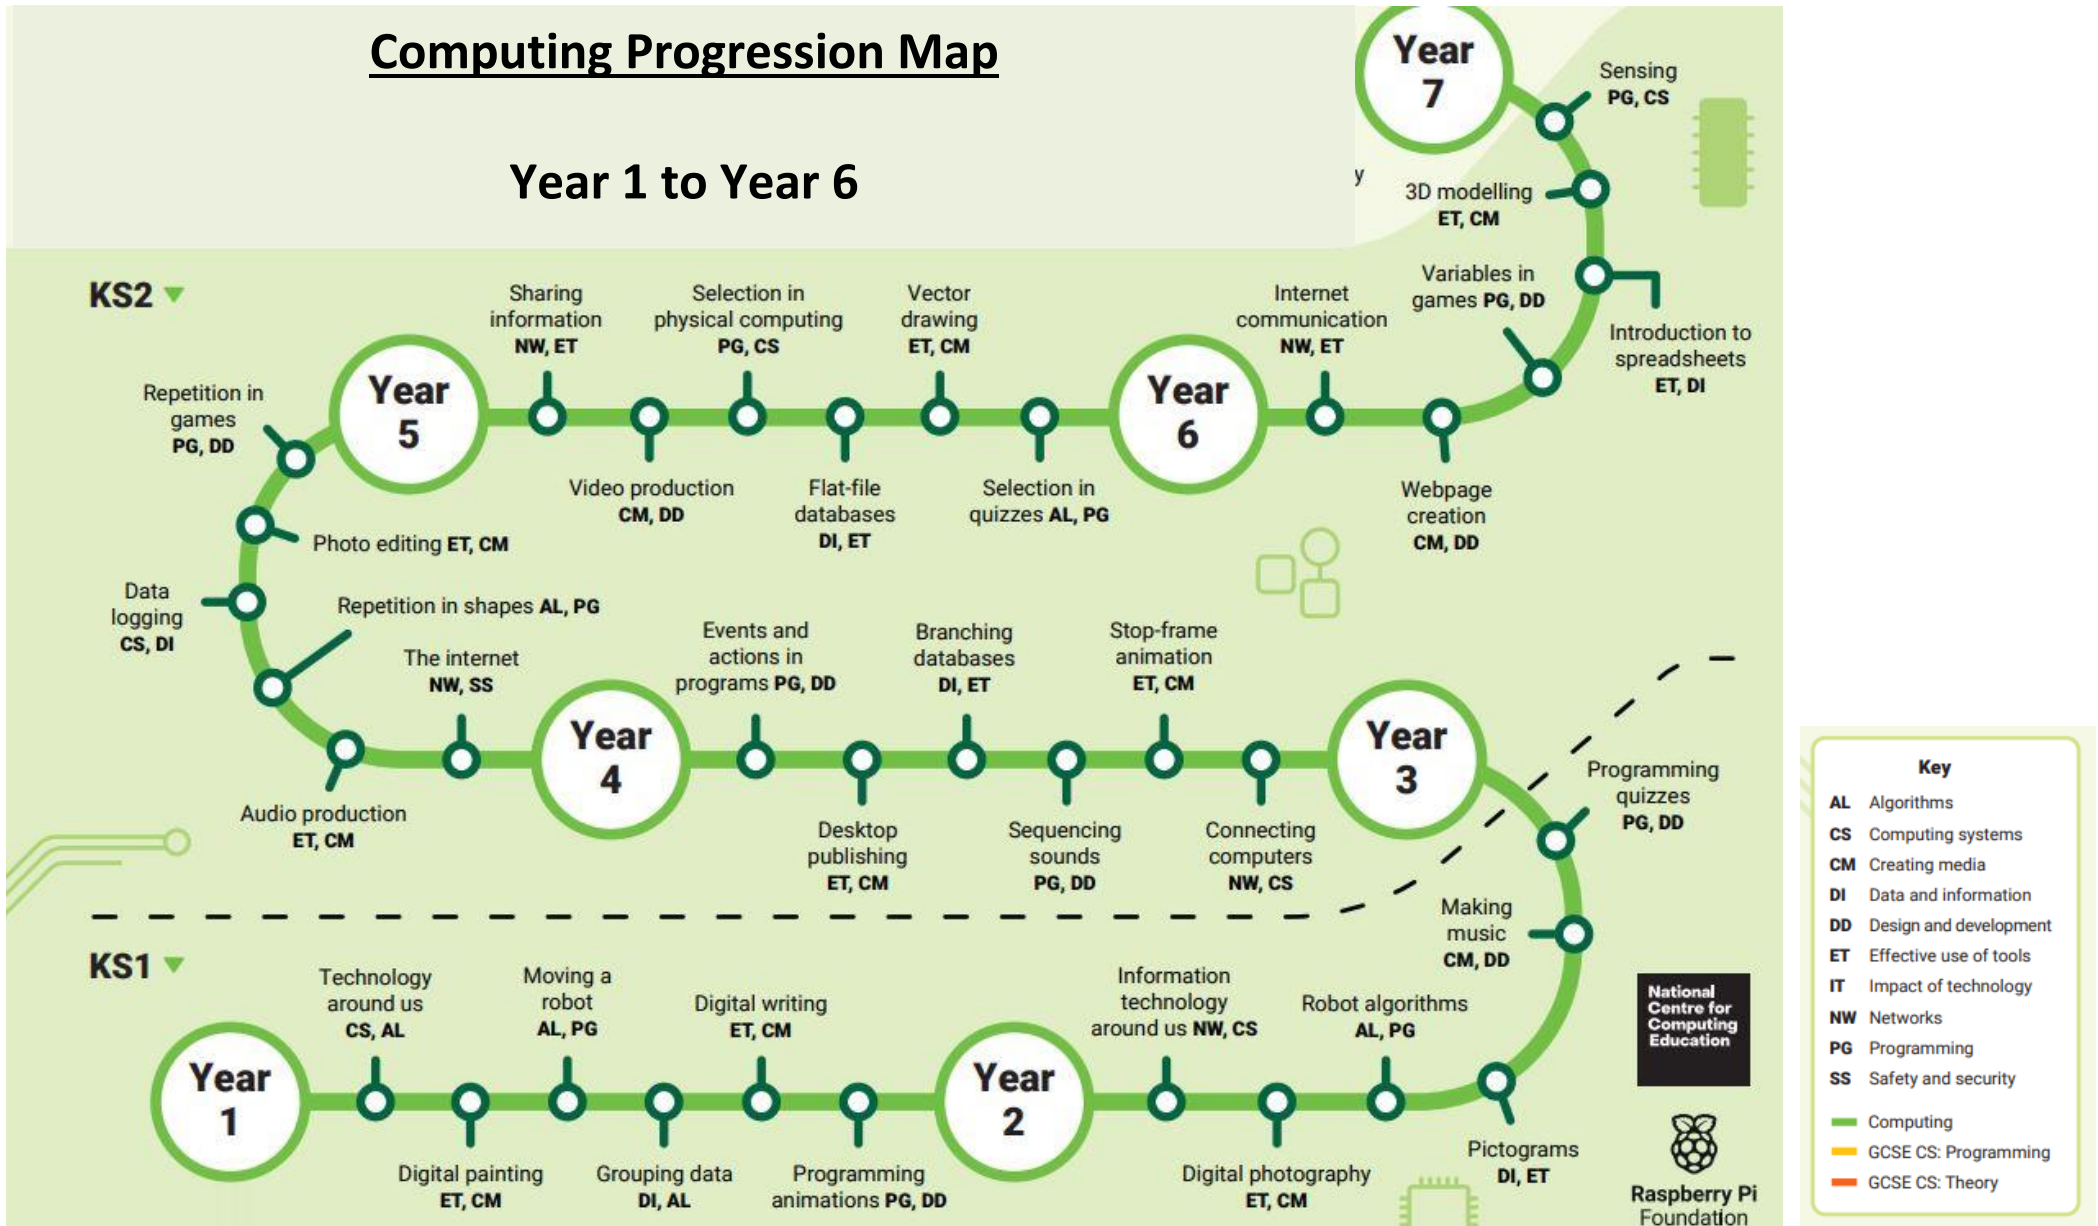 Computing Progression Map
Year 1 to Year 6
Year
7
Sensing
PG, CS
y
3D modelling
ET, CM
Variables in
games PG, DD
Introduction to
spreadsheets
ET, DI
KS2
Sharing
information
NW, ET
Selection in
physical computing
PG, CS
Vector
drawing
ET, CM
Internet
communication
NW, ET
Repetition in
games
PG, DD
Year
5
Year
6
Video production
CM, DD
Flat-file
databases
DI, ET
Selection in
quizzes AL, PG
Webpage
creation
CM, DD
Photo editing ET, CM
Data
logging
CS, DI
Repetition in shapes AL, PG
The internet
NW, SS
Events and
actions in
programs PG, DD
Branching
databases
DI, ET
Stop-frame
animation
ET, CM
Year
4
Year
3
Audio production
ET, CM
Desktop
publishing
ET, CM
Sequencing
sounds
PG, DD
Connecting
computers
NW, CS
Programming
quizzes
PG, DD
Making
music
CM, DD
KS1
Technology
around us
CS, AL
Moving a
robot
AL, PG
Digital writing
ET, CM
Information
technology
around us NW, CS
Robot algorithms
AL, PG
Year
1
Year
2
Digital painting
ET, CM
Grouping data
DI, AL
Programming
animations PG, DD
Digital photography
ET, CM
Pictograms
DI, ET
National
Centre for
Computing
Education
Raspberry Pi
Foundation
Key
AL Algorithms
CS Computing systems
CM Creating media
DI Data and information
DD Design and development
ET Effective use of tools
IT Impact of technology
NW Networks
PG Programming
SS Safety and security
Computing
GCSE CS: Programming
GCSE CS: Theory